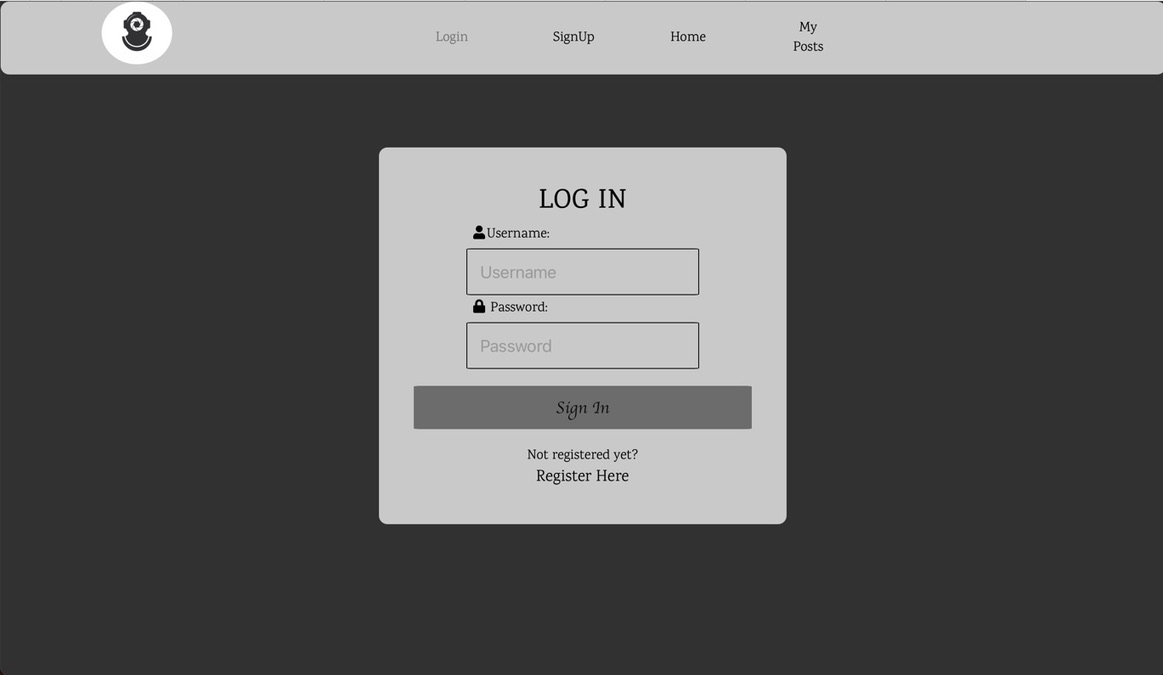 Login SignUp Home My Posts
LOG IN
Username:
Username
Password:
Password
Sign In
Not registered yet?
Register Here